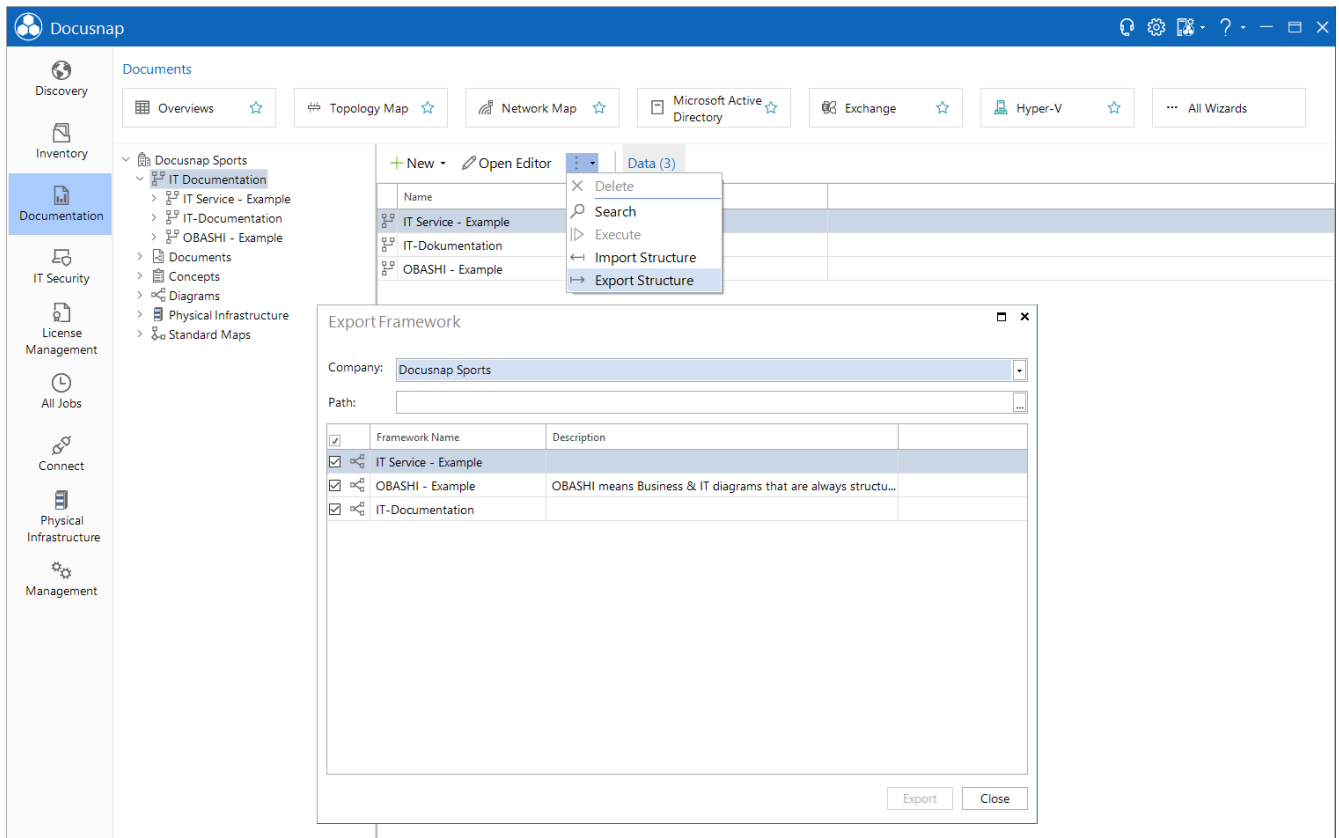 Docusnap
?
Discovery
Inventory
Documentation
IT Security
License
Management
All Jobs
Connect
Physical
Infrastructure
Management
Documents
Overviews
Topology Map
Network Map
Microsoft Active
Directory
Exchange
Hyper-V
··· All Wizards
Docusnap Sports
IT Documentation
IT Service - Example
IT-Documentation
OBASHI - Example
Documents
Concepts
Diagrams
Physical Infrastructure
Standard Maps
New
Open Editor
Data (3)
Name
IT Service - Example
IT-Dokumentation
OBASHI - Example
Delete
Search
Execute
Import Structure
Export Structure
Export Framework
Company: Docusnap Sports
Path: ...
Framework Name Description
IT Service - Example
OBASHI - Example OBASHI means Business & IT diagrams that are always structu...
IT-Documentation
Export Close